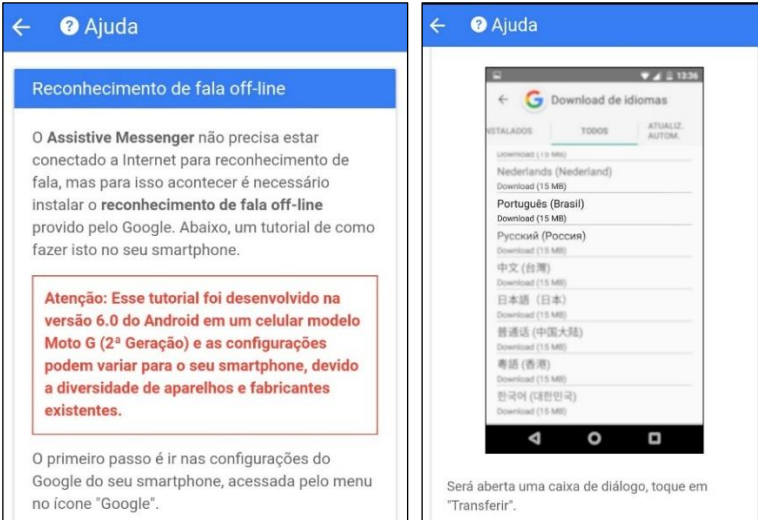 Ajuda
Reconhecimento de fala off-line
O Assistive Messenger não precisa estar
conectado a Internet para reconhecimento de
fala, mas para isso acontecer é necessário
instalar o reconhecimento de fala off-line
provido pelo Google. Abaixo, um tutorial de como
fazer isto no seu smartphone.
Atenção: Esse tutorial foi desenvolvido na
versão 6.0 do Android em um celular modelo
Moto G (2ª Geração) e as configurações
podem variar para o seu smartphone, devido
a diversidade de aparelhos e fabricantes
existentes.
O primeiro passo é ir nas configurações do
Google do seu smartphone, acessada pelo menu
no ícone "Google".
Ajuda
13:36
Download de idiomas
NSTALADOS TODOS ATUALIZ.
AUTOM.
Download (15 MB)
Nederlands (Nederland)
Download (15 MB)
Português (Brasil)
Download (15 MB)
Русский (Россия)
Download (15 MB)
中文 (台灣)
Download (15 MB)
日本語 (日本)
Download (15 MB)
普通话 (中国大陆)
Download (15 MB)
粵語 (香港)
Download (15 MB)
한국어 (대한민국)
Download (15 MB)
Será aberta uma caixa de diálogo, toque em
"Transferir".